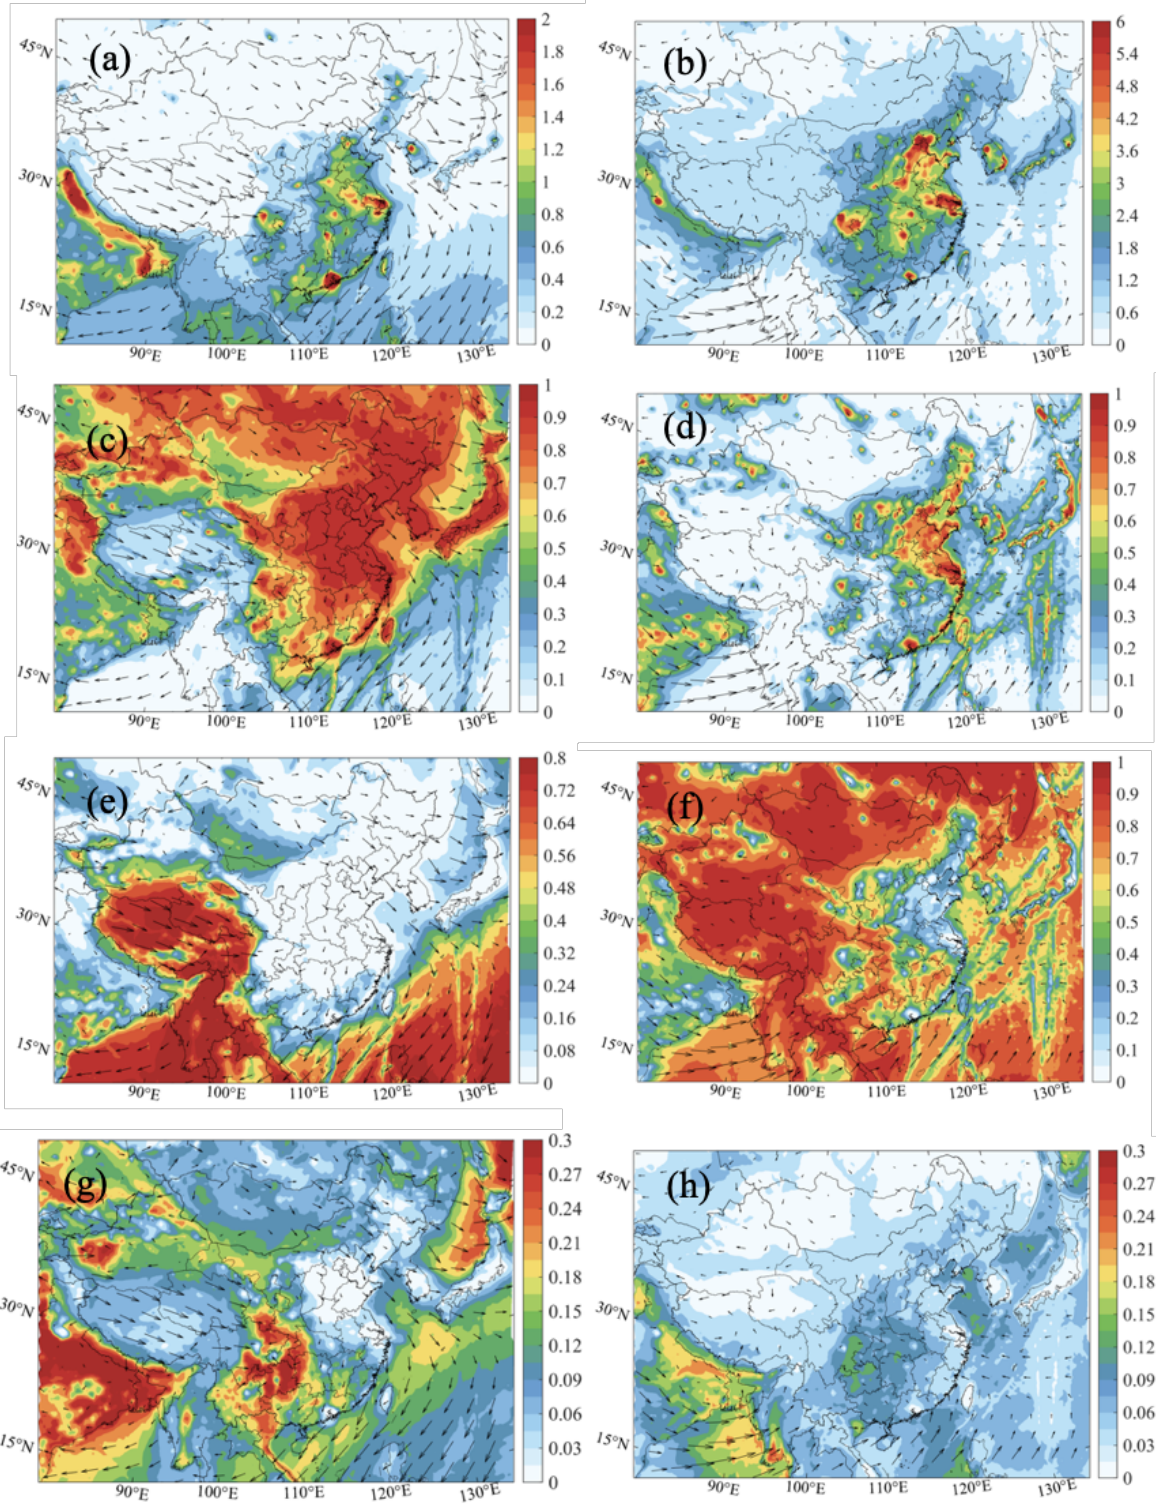 (a)
45°N
30°N
15°N
90°E 100°E 110°E 120°E 130°E
2
1.8
1.6
1.4
1.2
1
0.8
0.6
0.4
0.2
0
(b)
45°N
30°N
15°N
90°E 100°E 110°E 120°E 130°E
6
5.4
4.8
4.2
3.6
3
2.4
1.8
1.2
0.6
0
(c)
45°N
30°N
15°N
90°E 100°E 110°E 120°E 130°E
1
0.9
0.8
0.7
0.6
0.5
0.4
0.3
0.2
0.1
0
(d)
45°N
30°N
15°N
90°E 100°E 110°E 120°E 130°E
1
0.9
0.8
0.7
0.6
0.5
0.4
0.3
0.2
0.1
0
(e)
45°N
30°N
15°N
90°E 100°E 110°E 120°E 130°E
0.8
0.72
0.64
0.56
0.48
0.40
0.32
0.24
0.16
0.08
0
(f)
45°N
30°N
15°N
90°E 100°E 110°E 120°E 130°E
1
0.9
0.8
0.7
0.6
0.5
0.4
0.3
0.2
0.1
0
(g)
45°N
30°N
15°N
90°E 100°E 110°E 120°E 130°E
0.3
0.27
0.24
0.21
0.18
0.15
0.12
0.09
0.06
0.03
0
(h)
45°N
30°N
15°N
90°E 100°E 110°E 120°E 130°E
0.3
0.27
0.24
0.21
0.18
0.15
0.12
0.09
0.06
0.03
0